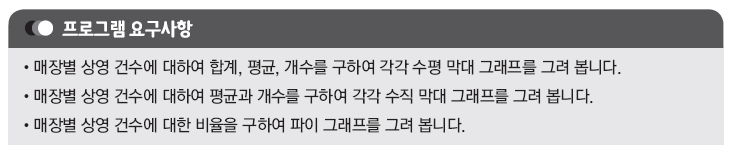 프로그램 요구사항
• 매장별 상영 건수에 대하여 합계, 평균, 개수를 구하여 각각 수평 막대 그래프를 그려 봅니다.
• 매장별 상영 건수에 대하여 평균과 개수를 구하여 각각 수직 막대 그래프를 그려 봅니다.
• 매장별 상영 건수에 대한 비율을 구하여 파이 그래프를 그려 봅니다.